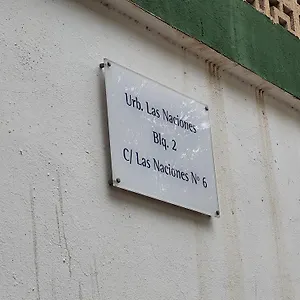 Urb. Las Naciones
Blq. 2
C/ Las Naciones Nº 6